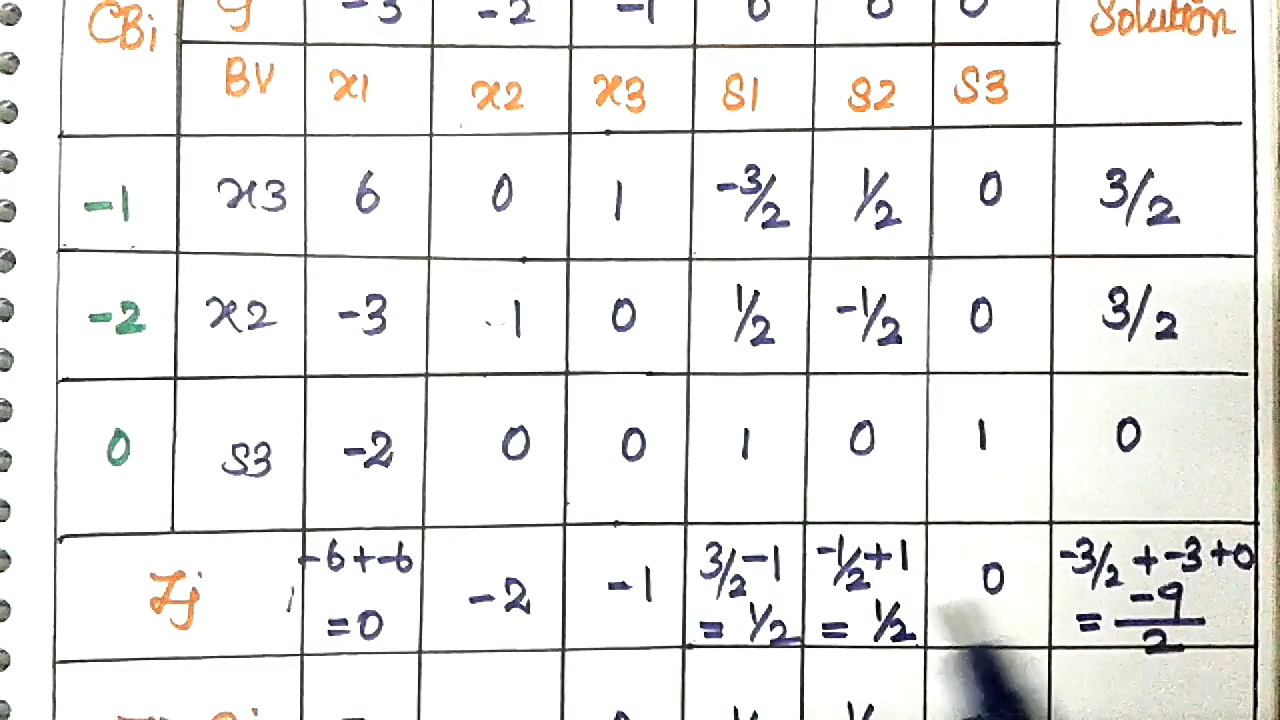 CBi -3 -2 -1 0 0 0 Solution
BV x1 x2 x3 S1 S2 S3
-1 x3 6 0 1 -3/2 1/2 0 3/2
-2 x2 -3 1 0 1/2 -1/2 0 3/2
0 S3 -2 0 0 1 0 1 0
Zj -6+-6 =0 -2 -1 3/2-1 = 1/2 -1/2+1 = 1/2 0 -3/2+-3+0 = -9/2